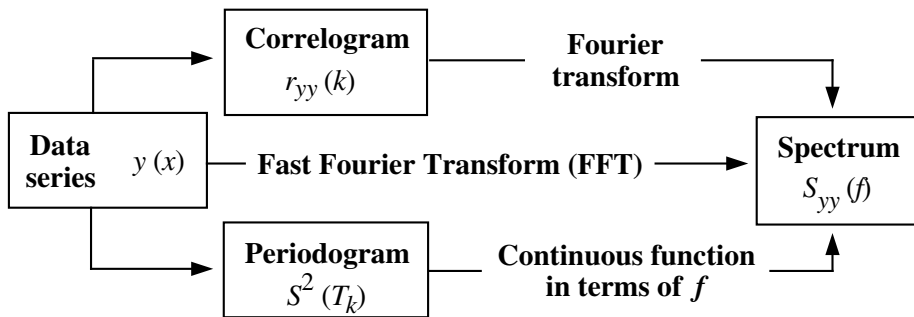 Correlogram
r_yy (k)
Fourier
transform
Data
series
y (x)
Fast Fourier Transform (FFT)
Spectrum
S_yy (f)
Periodogram
S^2 (T_k)
Continuous function
in terms of f